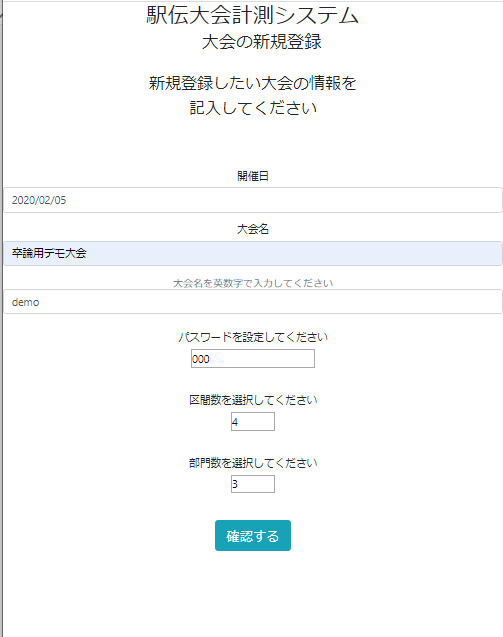 駅伝大会計測システム
大会の新規登録
新規登録したい大会の情報を
記入してください
開催日
2020/02/05
大会名
卒論用デモ大会
大会名を英数字で入力してください
demo
パスワードを設定してください
000
区間数を選択してください
4
部門数を選択してください
3
確認する